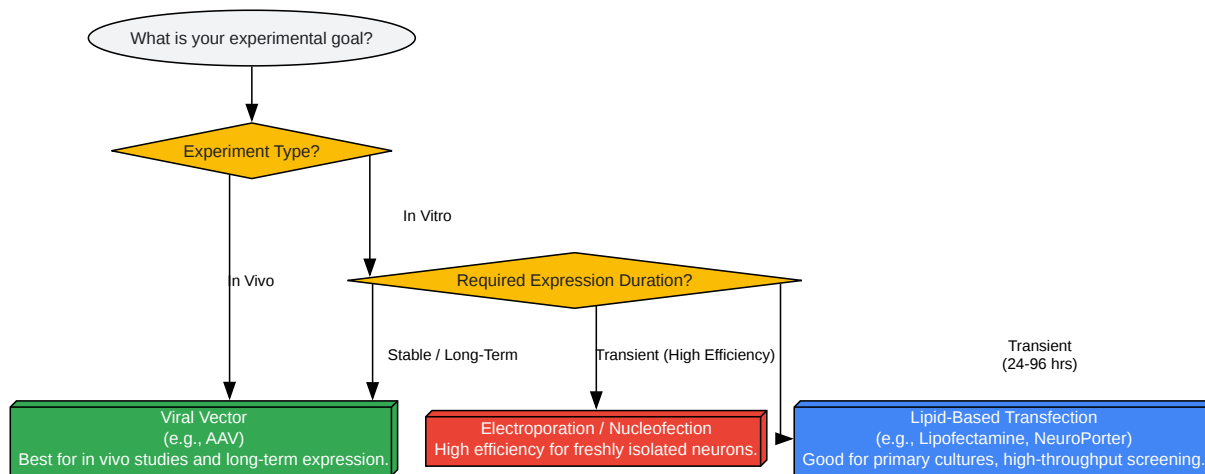 What is your experimental goal?
Experiment Type?
In Vitro
In Vivo
Required Expression Duration?
Stable / Long-Term
Transient (High Efficiency)
Transient
(24-96 hrs)
Viral Vector
(e.g., AAV)
Best for in vivo studies and long-term expression.
Electroporation / Nucleofection
High efficiency for freshly isolated neurons.
Lipid-Based Transfection
(e.g., Lipofectamine, NeuroPorter)
Good for primary cultures, high-throughput screening.